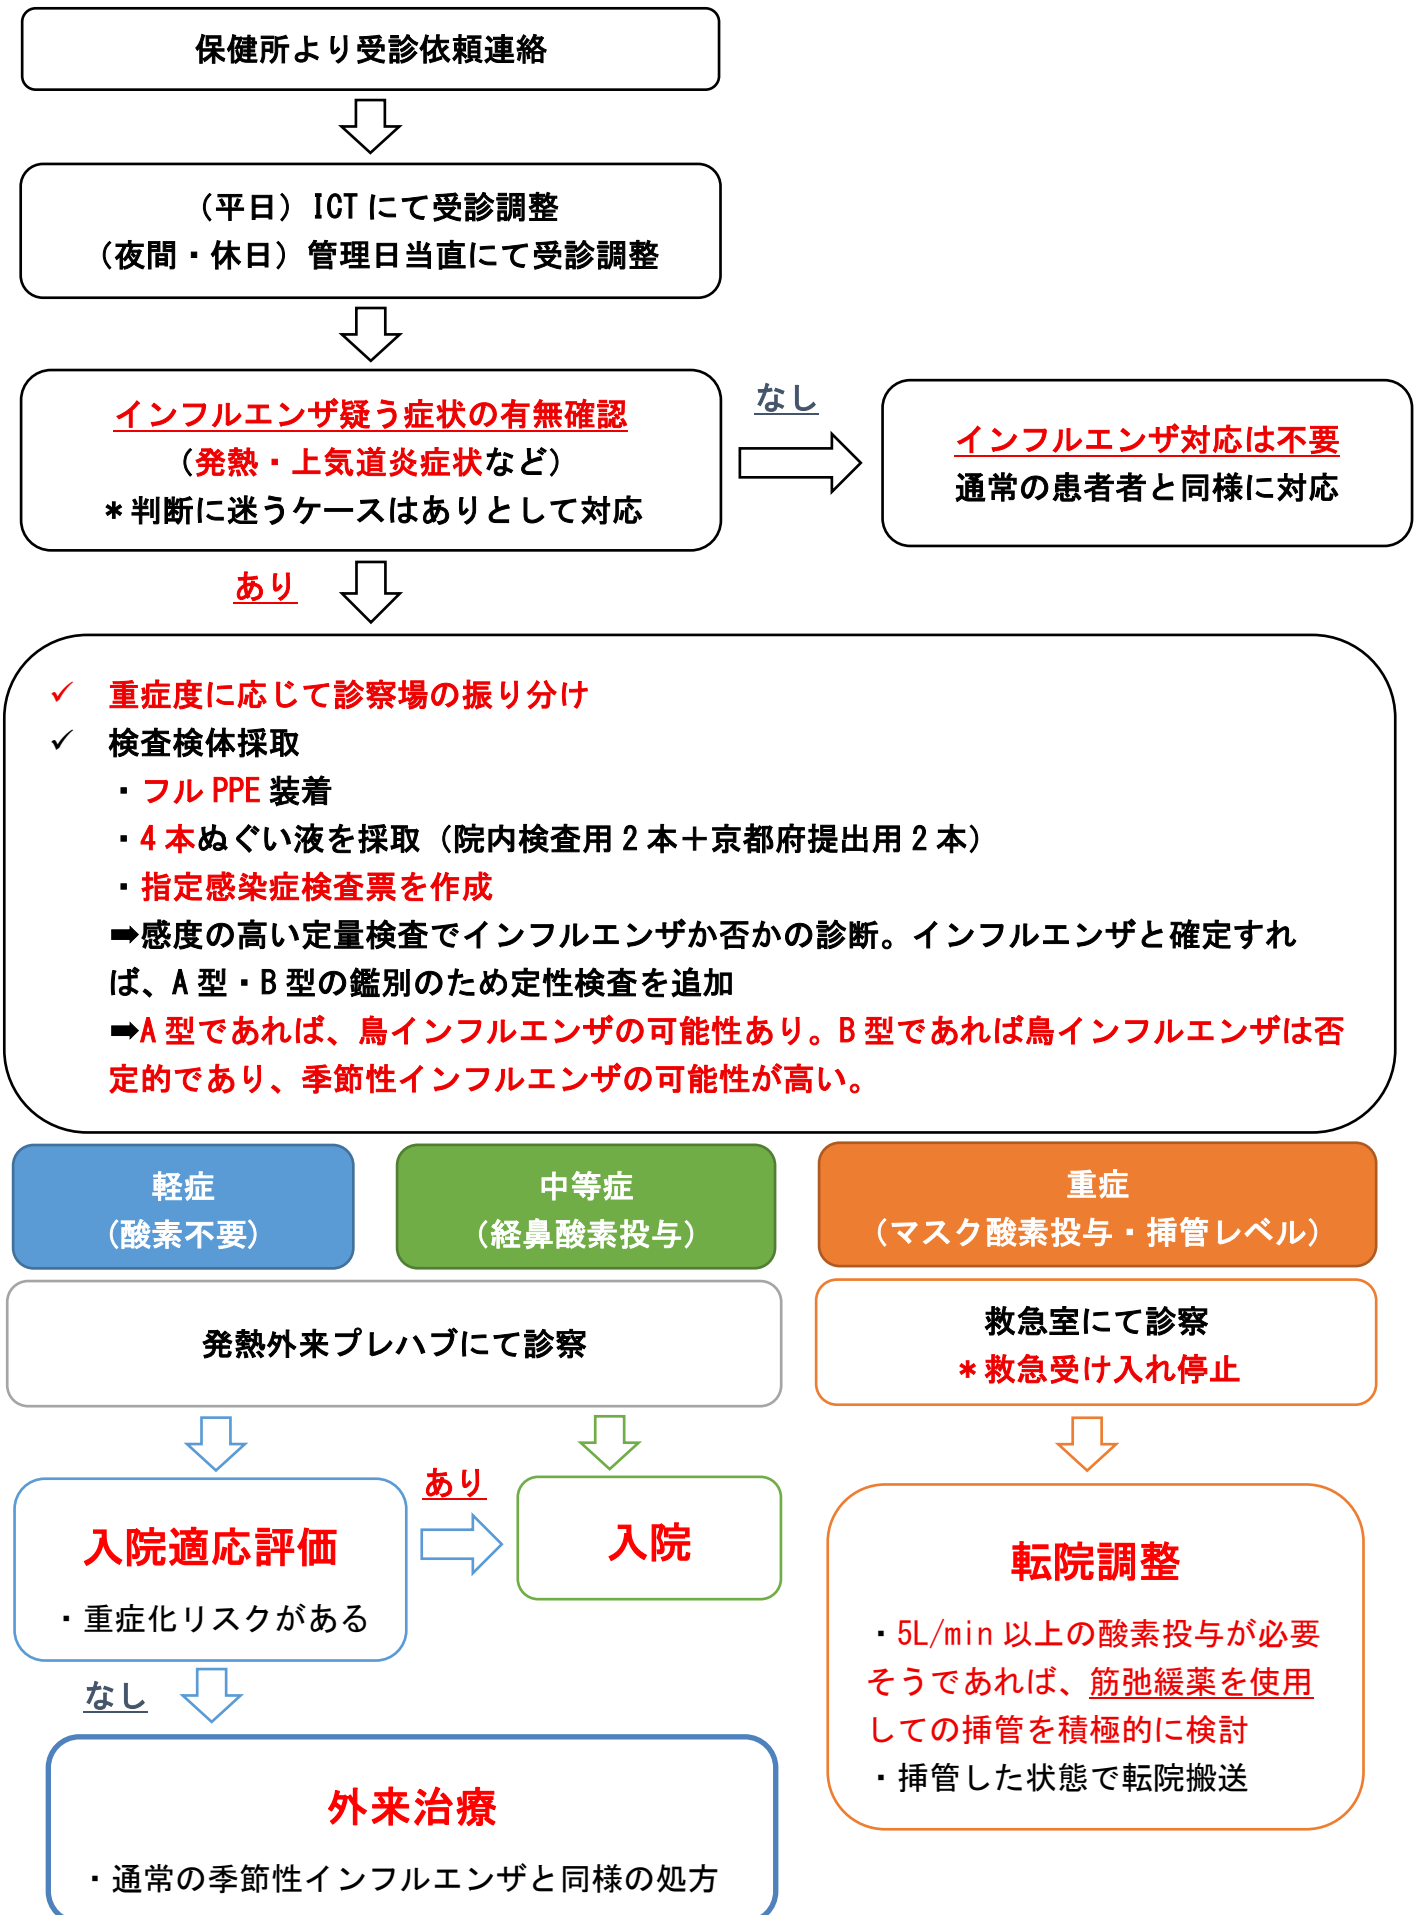 保健所より受診依頼連絡
（平日）ICTにて受診調整
（夜間・休日）管理日当直にて受診調整
インフルエンザ疑う症状の有無確認
（発熱・上気道炎症状など）
＊判断に迷うケースはありとして対応
なし
インフルエンザ対応は不要
通常の患者者と同様に対応
あり
✓ 重症度に応じて診察場の振り分け
✓ 検査検体採取
・フルPPE装着
・4本ぬぐい液を採取（院内検査用2本＋京都府提出用2本）
・指定感染症検査票を作成
➡感度の高い定量検査でインフルエンザか否かの診断。インフルエンザと確定すれ
ば、A型・B型の鑑別のため定性検査を追加
➡A型であれば、鳥インフルエンザの可能性あり。B型であれば鳥インフルエンザは否
定的であり、季節性インフルエンザの可能性が高い。
軽症
（酸素不要）
中等症
（経鼻酸素投与）
重症
（マスク酸素投与・挿管レベル）
発熱外来プレハブにて診察
救急室にて診察
＊救急受け入れ停止
入院適応評価
・重症化リスクがある
あり
入院
転院調整
・5L/min以上の酸素投与が必要
そうであれば、筋弛緩薬を使用
しての挿管を積極的に検討
・挿管した状態で転院搬送
なし
外来治療
・通常の季節性インフルエンザと同様の処方